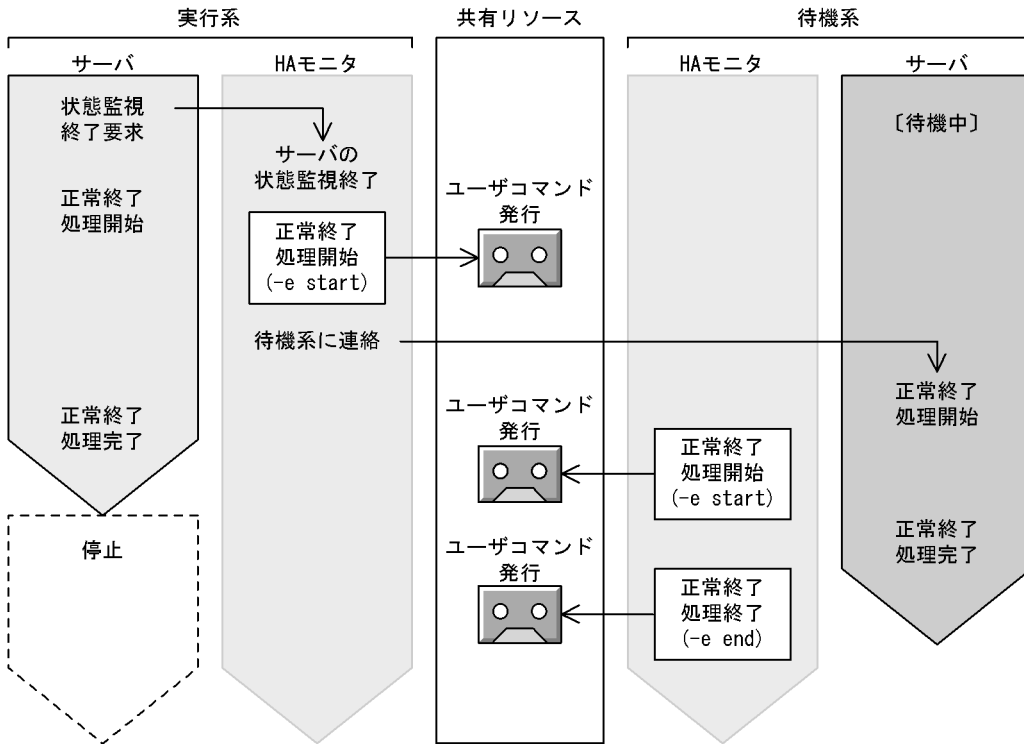 実行系
共有リソース
待機系
サーバ
HAモニタ
HAモニタ
サーバ
状態監視
終了要求
〔待機中〕
サーバの
状態監視終了
正常終了
処理開始
ユーザコマンド
発行
正常終了
処理開始
(-e start)
待機系に連絡
正常終了
処理開始
正常終了
処理完了
ユーザコマンド
発行
正常終了
処理開始
(-e start)
停止
ユーザコマンド
発行
正常終了
処理完了
正常終了
処理終了
(-e end)